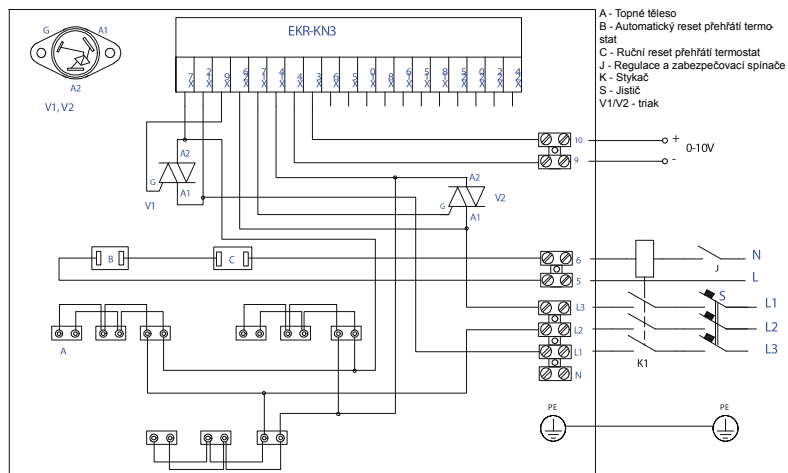 EKR-KN3
G
A1
A2
V1, V2
A - Topné těleso
B - Automatický reset přehřátí termo-
stat
C - Ruční reset přehřátí termostat
J - Regulace a zabezpečovací spínače
K - Stykač
S - Jistič
V1/V2 - triak
A2
G
A1
V1
A2
G
A1
V2
10
9
+
0-10V
-
B
C
6
5
J
N
L
A
L3
L2
L1
N
S
K1
L1
L2
L3
PE
PE